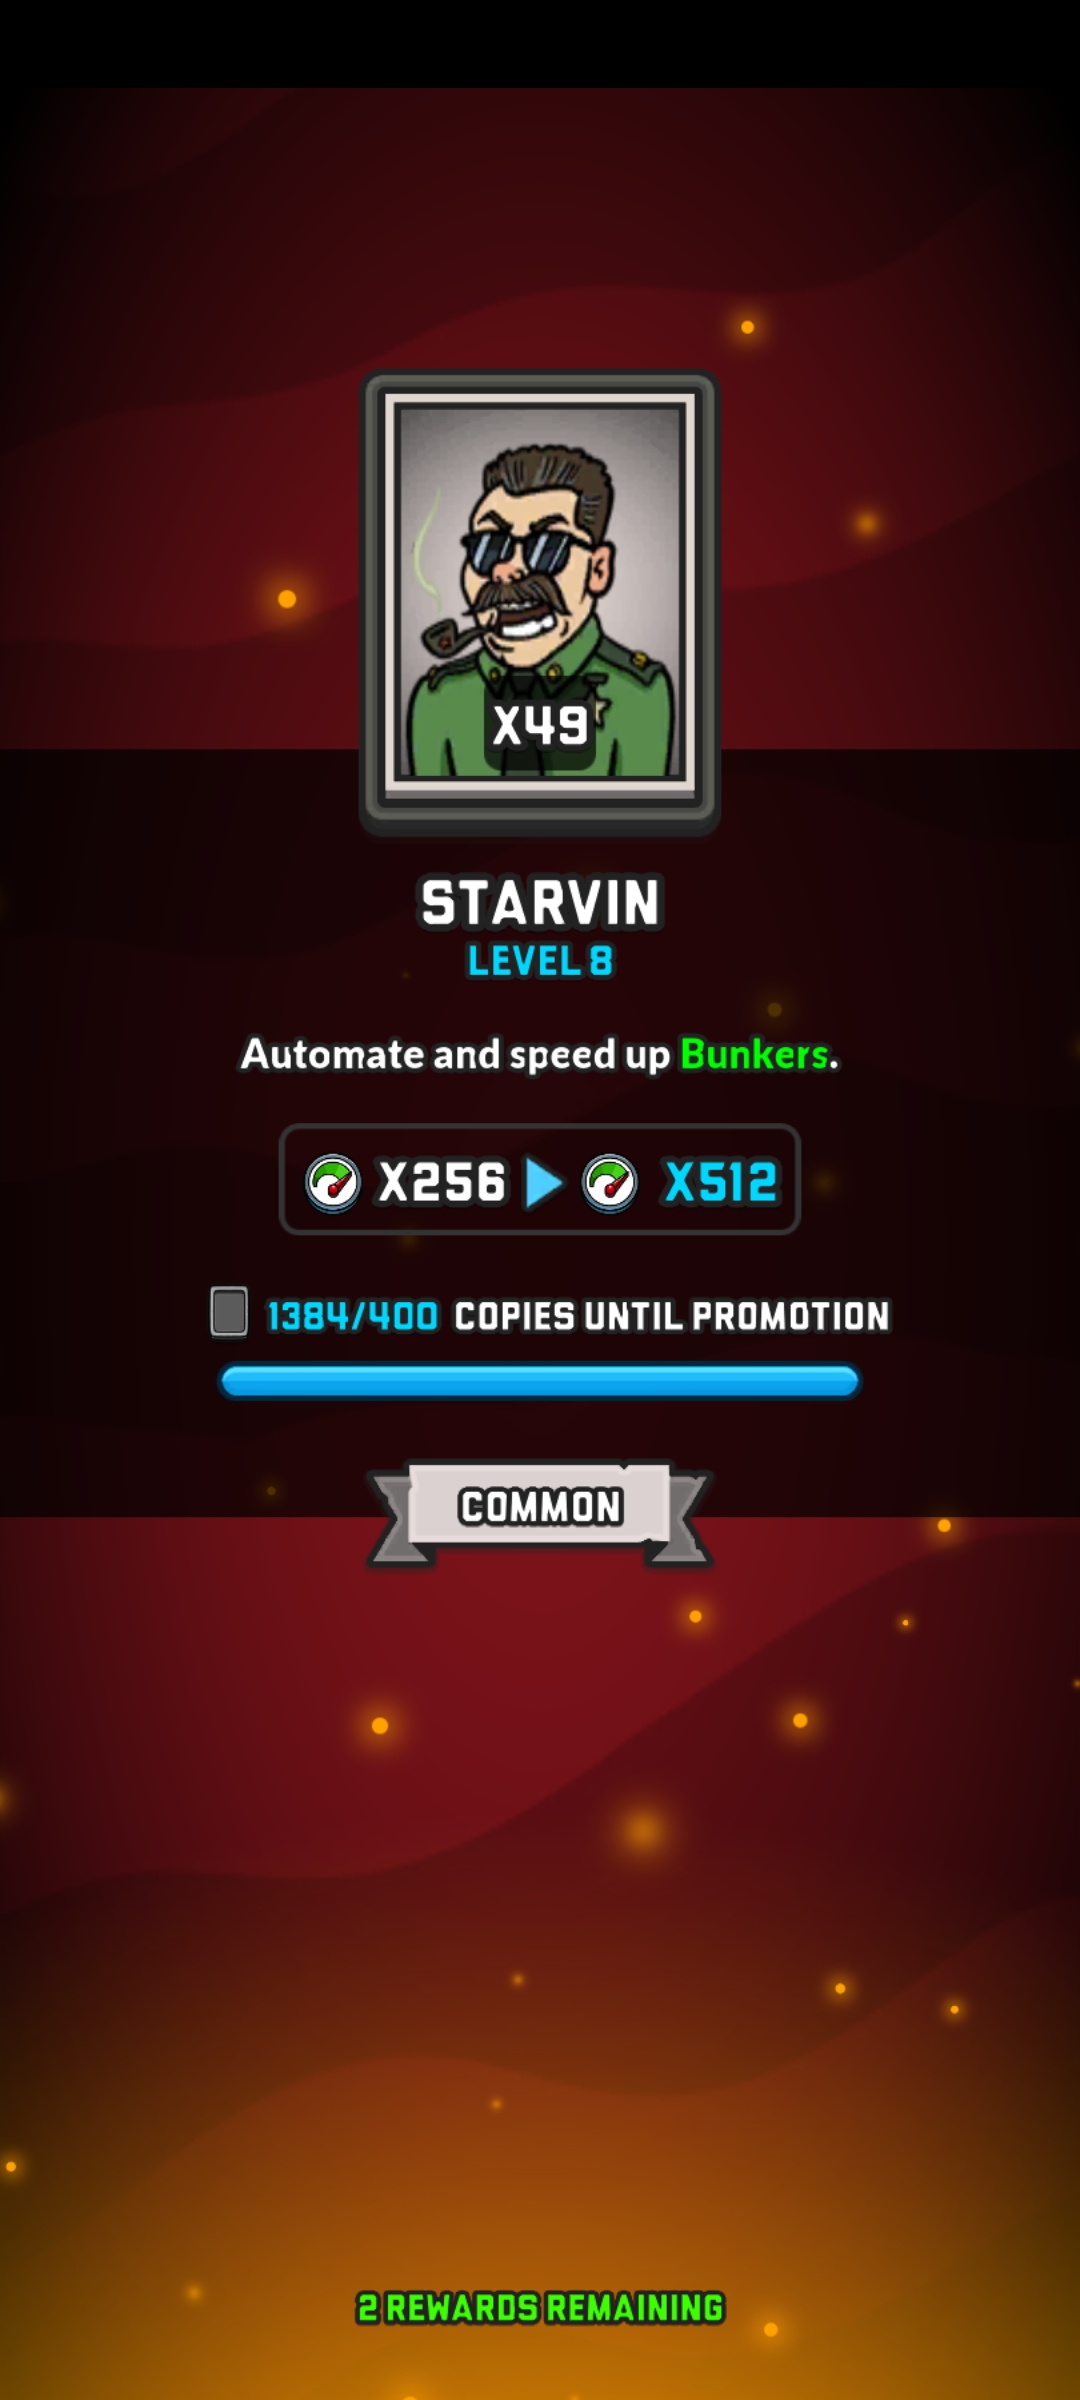 X49
STARVIN
LEVEL 8
Automate and speed up Bunkers.
X256 X512
1384/400 COPIES UNTIL PROMOTION
COMMON
2 REWARDS REMAINING